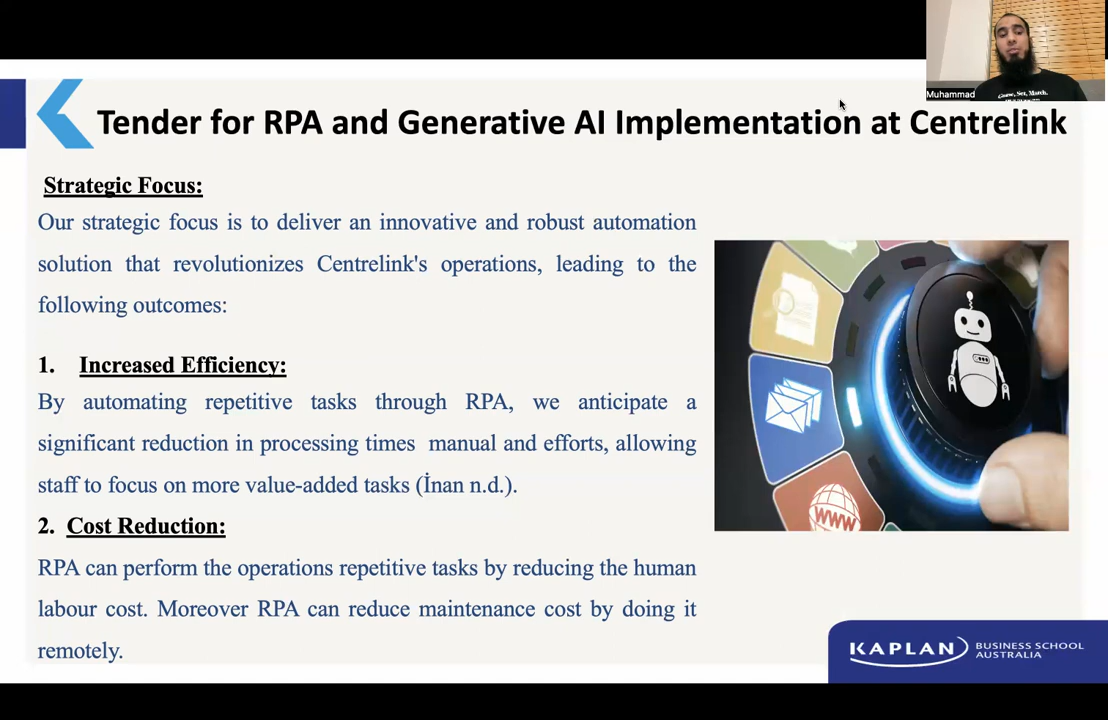 Muhammad
Tender for RPA and Generative AI Implementation at Centrelink
Strategic Focus:
Our strategic focus is to deliver an innovative and robust automation
solution that revolutionizes Centrelink's operations, leading to the
following outcomes:
1. Increased Efficiency:
By automating repetitive tasks through RPA, we anticipate a
significant reduction in processing times manual and efforts, allowing
staff to focus on more value-added tasks (İnan n.d.).
2. Cost Reduction:
RPA can perform the operations repetitive tasks by reducing the human
labour cost. Moreover RPA can reduce maintenance cost by doing it
remotely.
WWW
KAPLAN
BUSINESS SCHOOL
AUSTRALIA